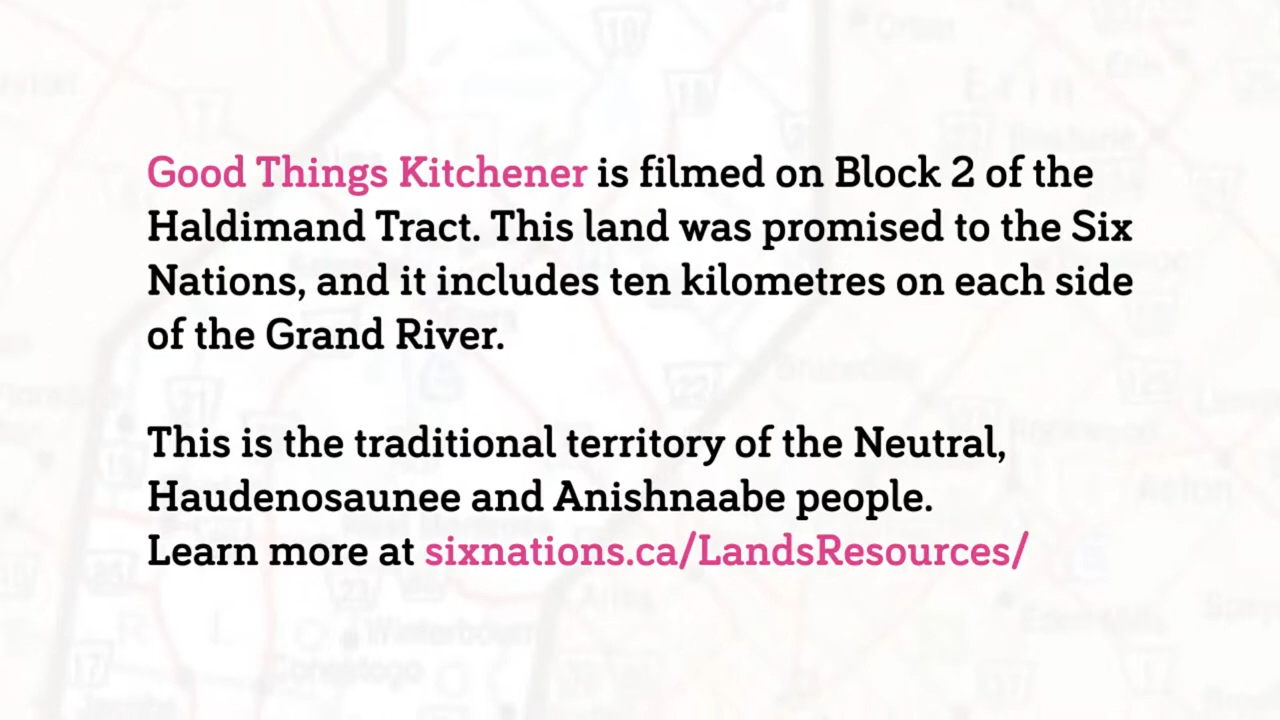 Good Things Kitchener is filmed on Block 2 of the
Haldimand Tract. This land was promised to the Six
Nations, and it includes ten kilometres on each side
of the Grand River.
This is the traditional territory of the Neutral,
Haudenosaunee and Anishnaabe people.
Learn more at sixnations.ca/LandsResources/